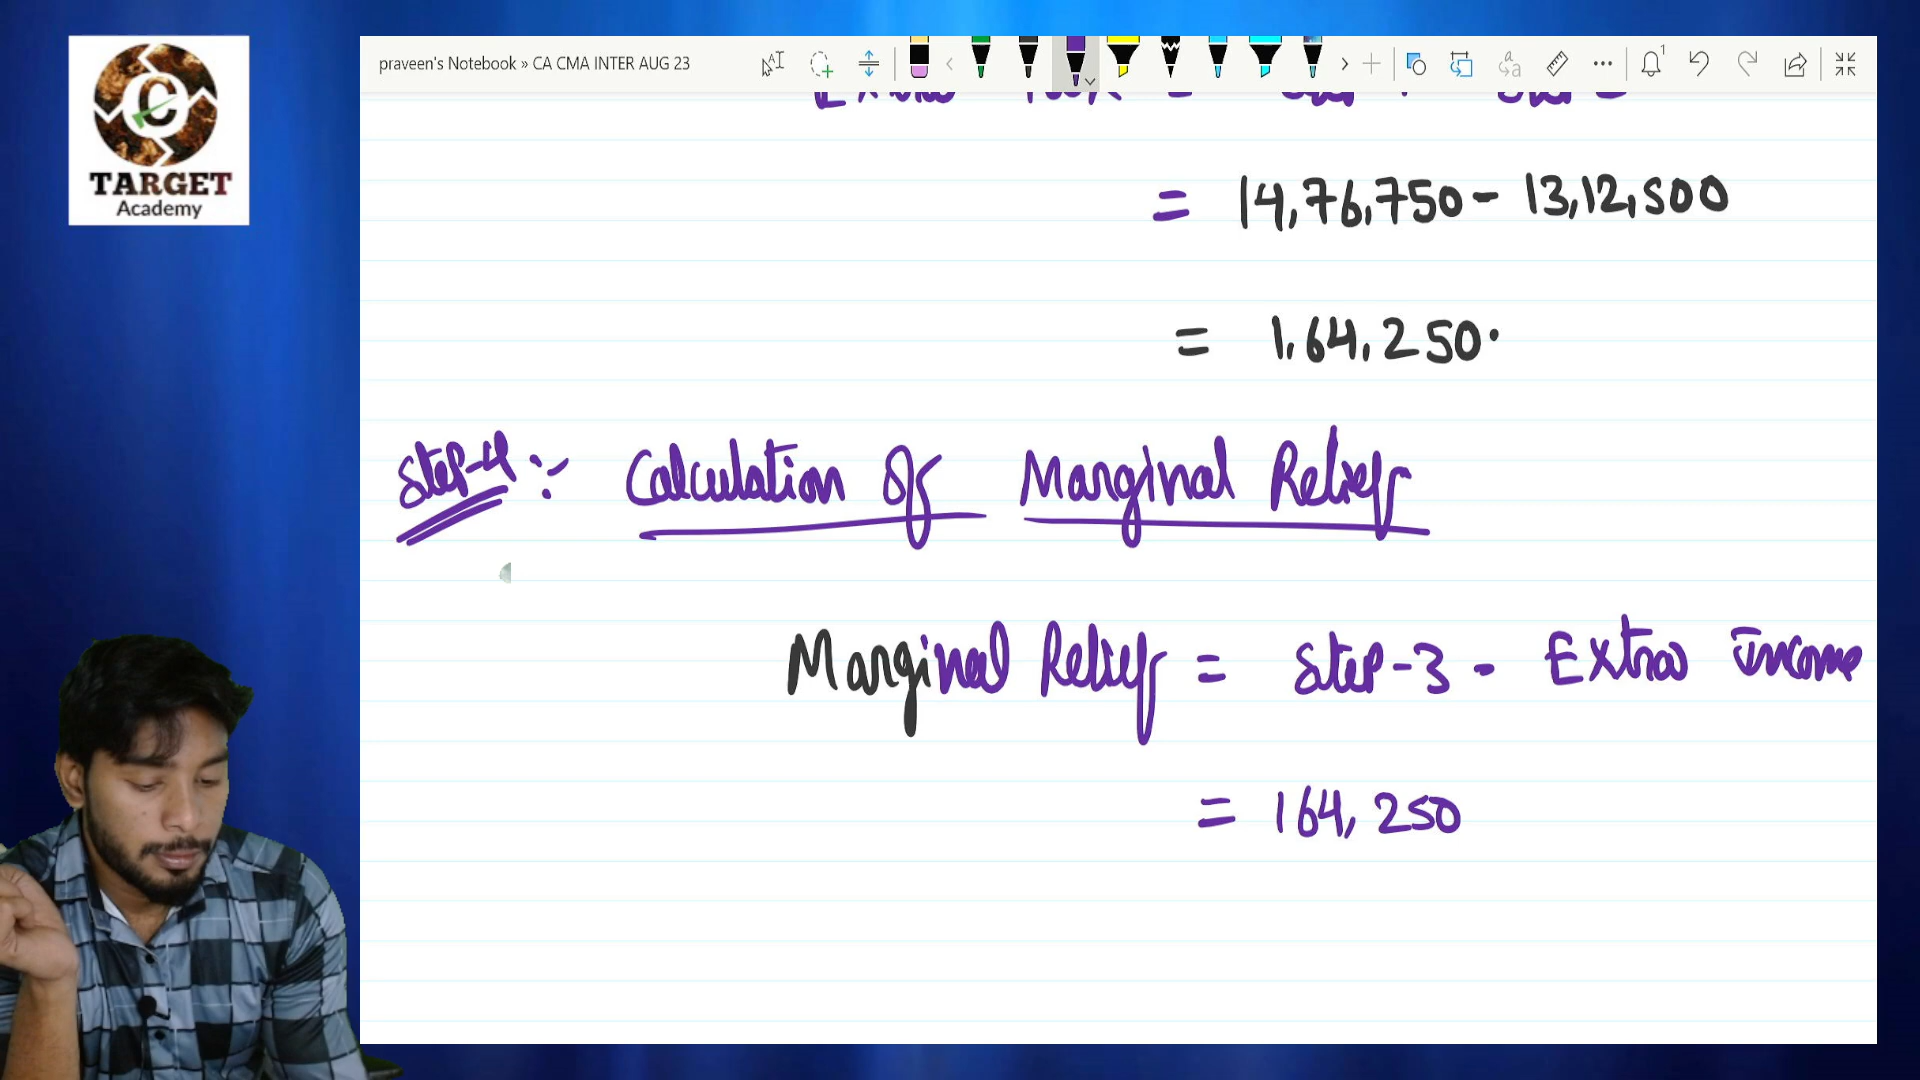 TARGET
Academy
praveen's Notebook » CA CMA INTER AUG 23
= 14,76,750 - 13,12,500
= 1,64,250.
Step-4 :- Calculation Of Marginal Relief
Marginal Relief = Step-3 - Extra Income
= 164,250